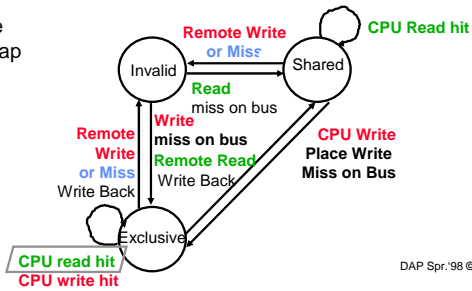 e
ap
Remote Write
or Miss
CPU Read hit
Invalid
Shared
Read
miss on bus
Write
miss on bus
Remote
Write
or Miss
Write Back
Remote Read
Write Back
CPU Write
Place Write
Miss on Bus
Exclusive
CPU read hit
CPU write hit
DAP Spr.'98 ©